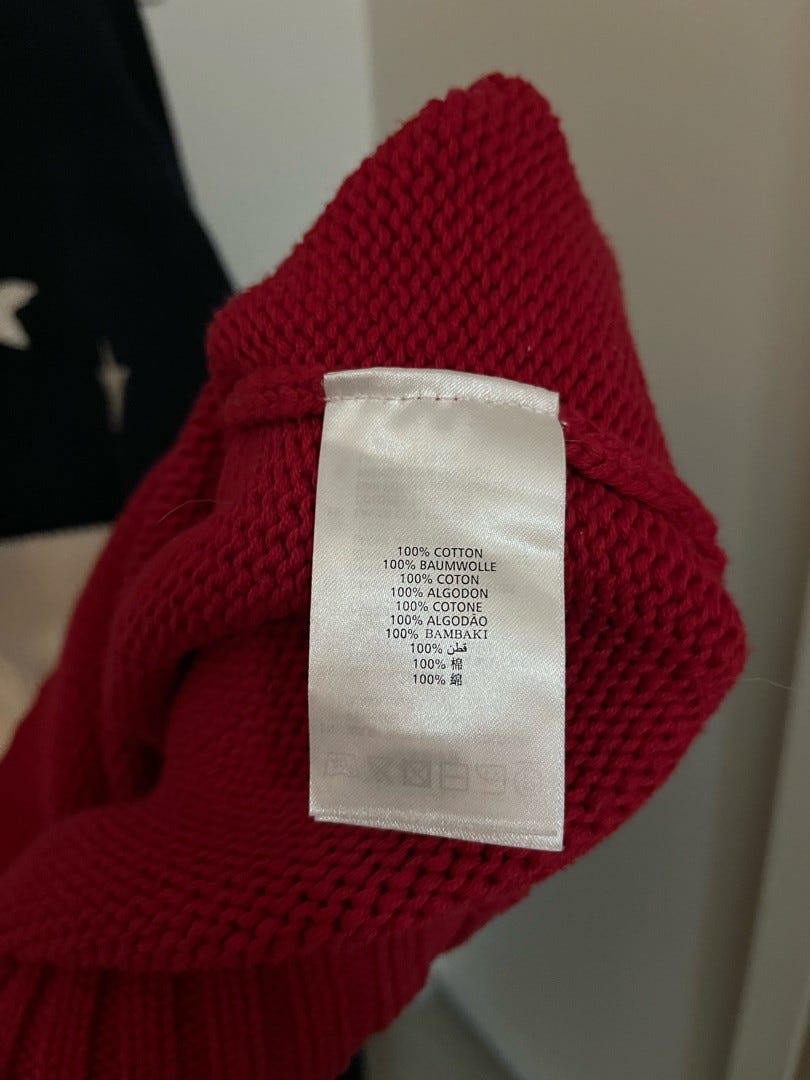 100% COTTON
100% BAUMWOLLE
100% COTON
100% ALGODON
100% COTONE
100% ALGODÃO
100% BAMBAKI
100% قطن
100% 棉
100% 綿